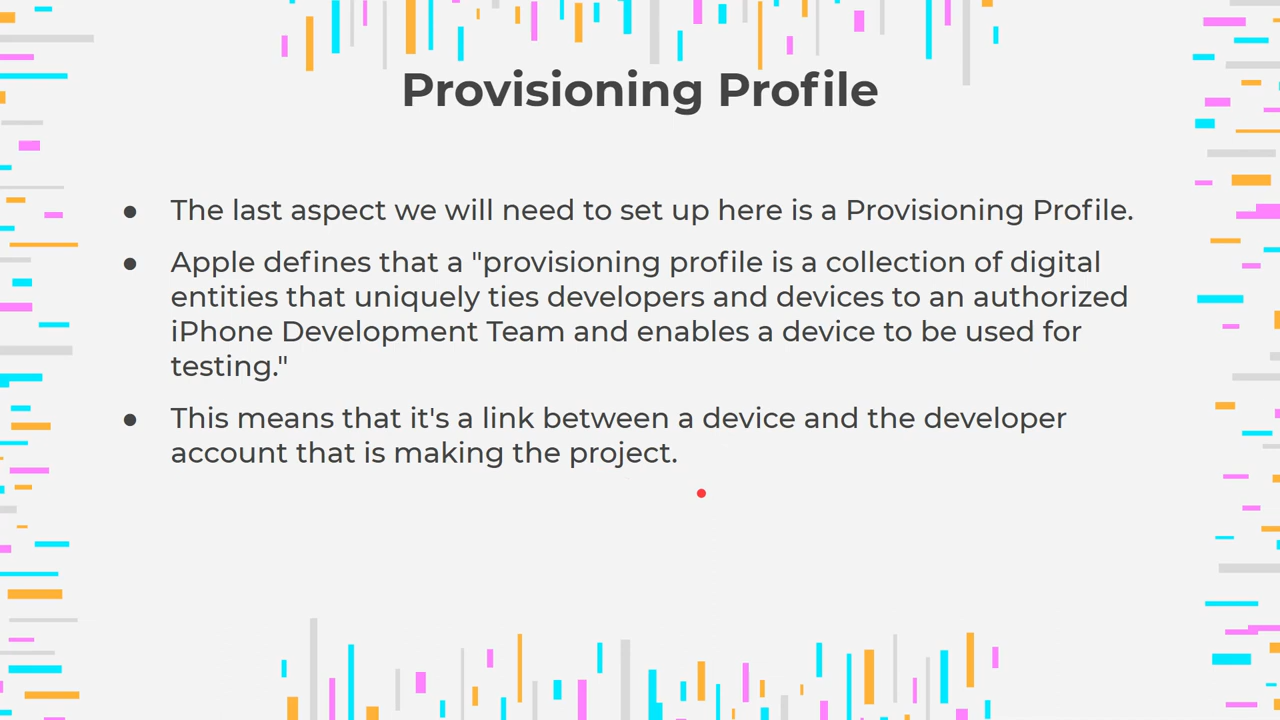 Provisioning Profile
● The last aspect we will need to set up here is a Provisioning Profile.
● Apple defines that a "provisioning profile is a collection of digital
entities that uniquely ties developers and devices to an authorized
iPhone Development Team and enables a device to be used for
testing."
● This means that it's a link between a device and the developer
account that is making the project.